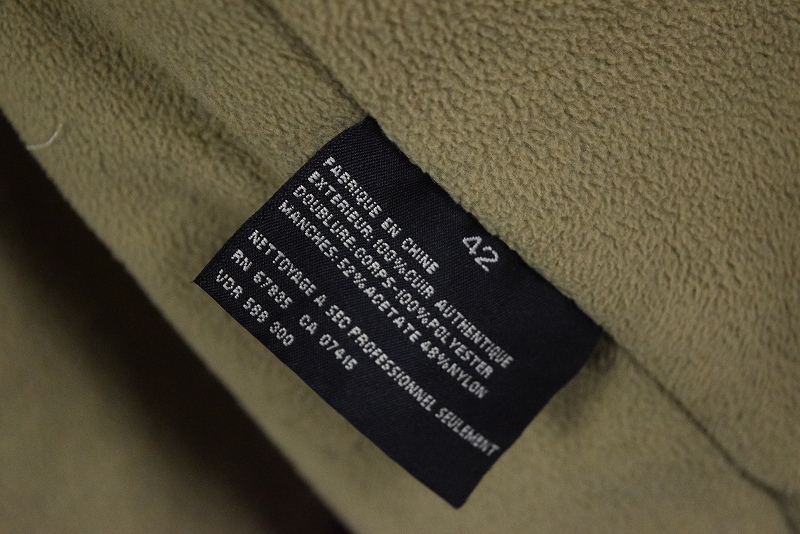 42
FABRIQUE EN CHINE
EXTERIEUR:100%CUIR AUTHENTIQUE
DOUBLURE:CORPS-100%POLYESTER
MANCHES:52%ACETATE 48%NYLON
NETTOYAGE A SEC PROFESSIONNEL SEULEMENT
RN 67835 CA 07415
VDR 598 300